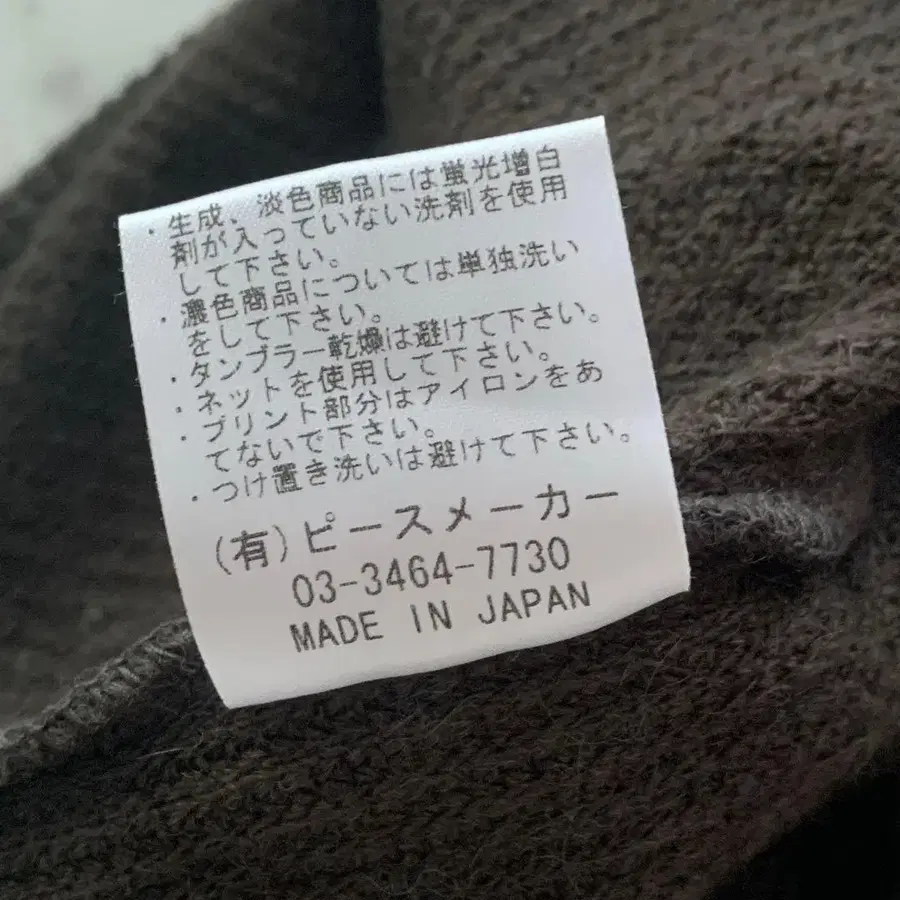 ・生成、淡色商品には蛍光増白
剤が入っていない洗剤を使用
して下さい。
・濃色商品については単独洗い
をして下さい。
・タンブラー乾燥は避けて下さい。
・ネットを使用して下さい。
・プリント部分はアイロンをあ
てないで下さい。
・つけ置き洗いは避けて下さい。
(有)ピースメーカー
03-3464-7730
MADE IN JAPAN